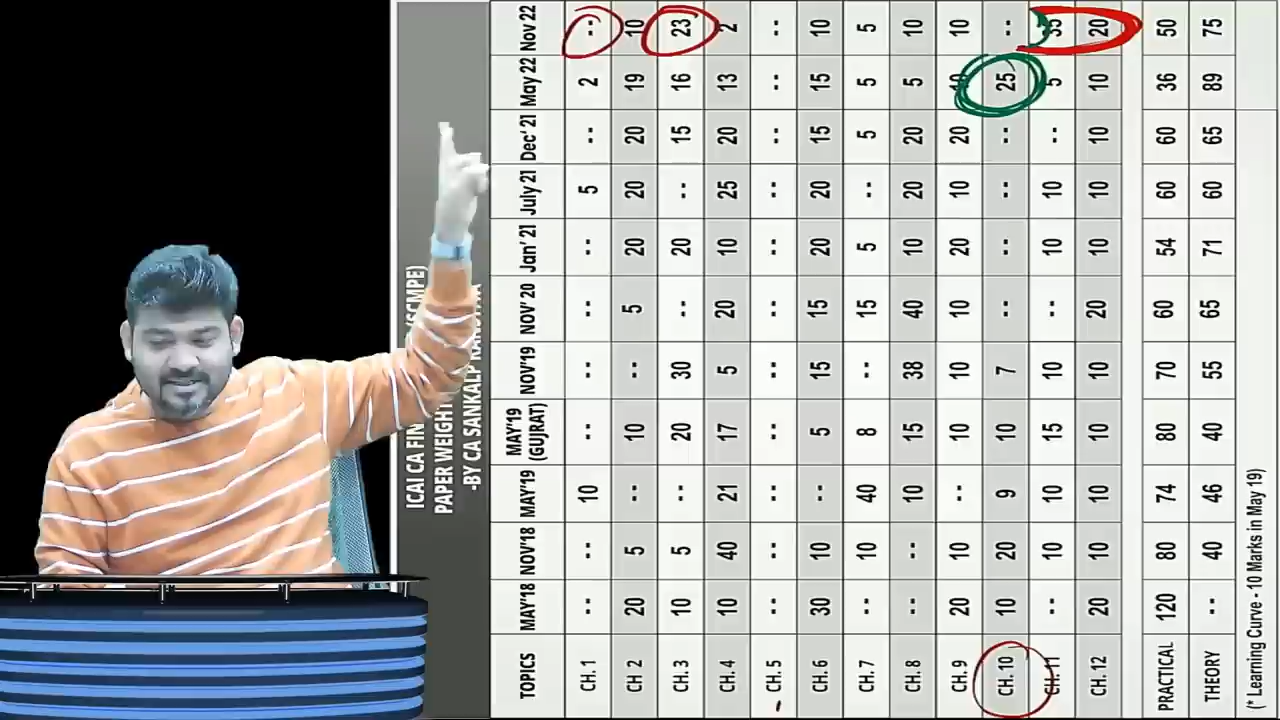 ICAI CA (SCMPE)
PAPER
-BY CA SANKALP
TOPICS MAY'18 NOV'18 MAY'19 MAY'19 (GUJRAT) NOV'19 NOV' 20 Jan' 21 July 21 Dec' 21 May 22 Nov 22
CH. 1 -- -- 10 -- -- -- -- 5 -- 2 --
CH 2 20 5 -- 10 -- 5 20 20 20 19 10
CH.3 10 5 -- 20 30 -- 20 -- 15 16 23
CH.4 10 40 21 17 5 20 10 25 20 13 2
CH. 5 -- -- -- -- -- -- -- -- -- -- --
CH.6 30 10 -- 5 15 15 20 20 15 15 10
CH. 7 -- 10 40 8 -- 15 5 -- 5 5 5
CH.8 -- -- 10 15 38 40 10 20 20 5 10
CH. 9 20 10 -- 10 10 10 20 10 20 10 10
CH. 10 10 20 9 10 7 -- -- -- -- 25 --
CH. 11 -- 10 10 15 10 -- 10 10 -- 5 35
CH. 12 20 10 10 10 10 20 10 10 10 10 20
PRACTICAL 120 80 74 80 70 60 54 60 60 36 50
THEORY -- 40 46 40 55 65 71 60 65 89 75
(* Learning Curve - 10 Marks in May 19)